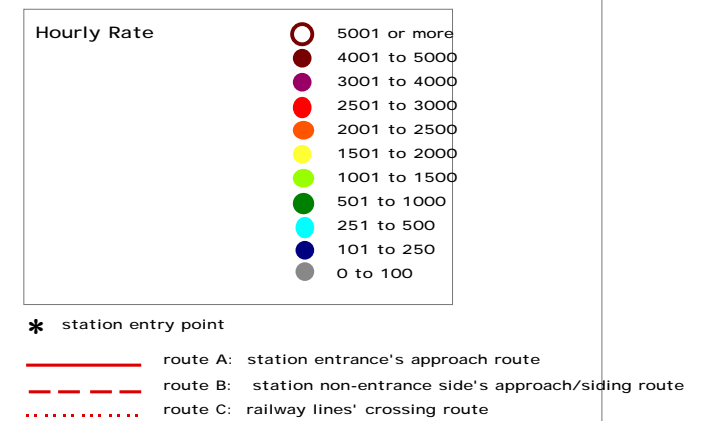 Hourly Rate
5001 or more
4001 to 5000
3001 to 4000
2501 to 3000
2001 to 2500
1501 to 2000
1001 to 1500
501 to 1000
251 to 500
101 to 250
0 to 100
* station entry point
route A: station entrance's approach route
route B: station non-entrance side's approach/siding route
route C: railway lines' crossing route